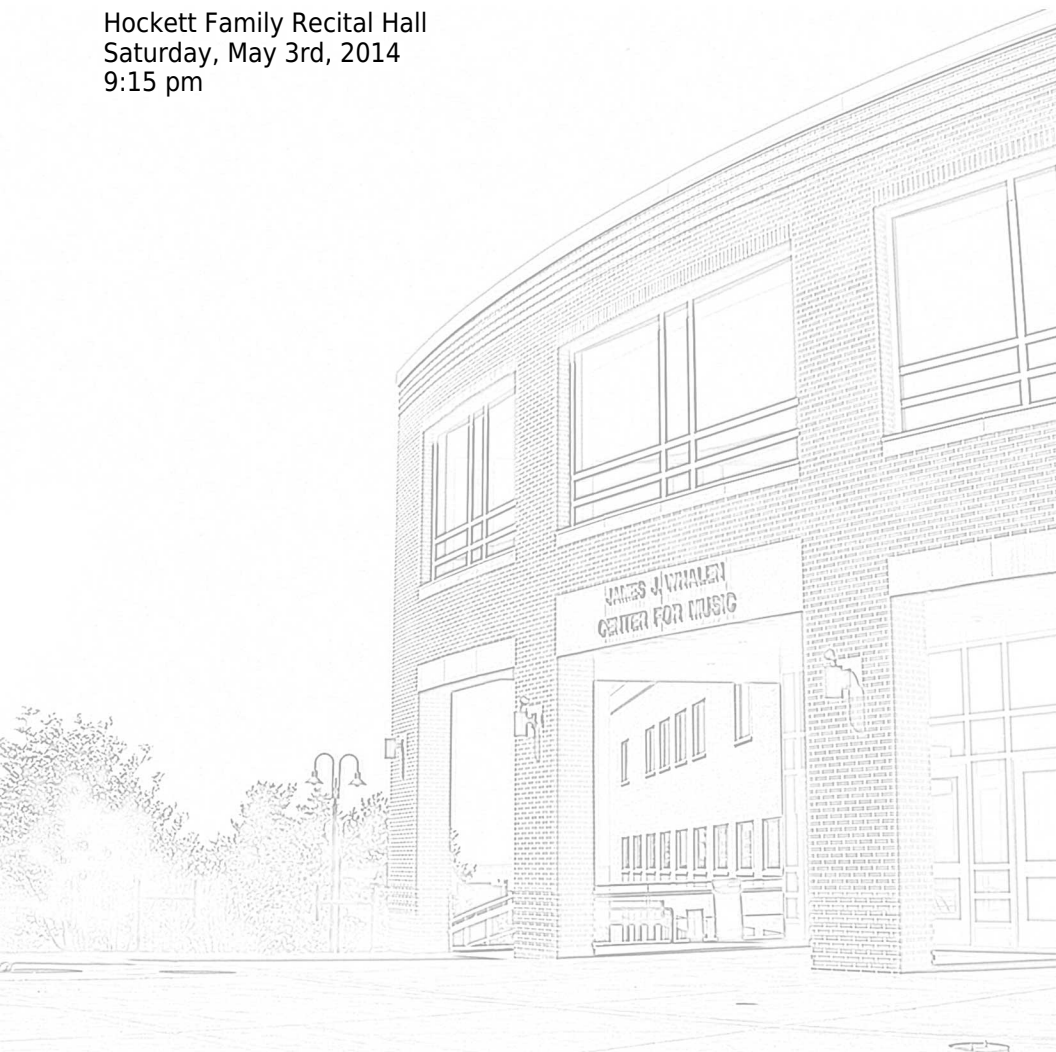 Hockett Family Recital Hall
Saturday, May 3rd, 2014
9:15 pm
JAMES J. WHALEN
CENTER FOR MUSIC